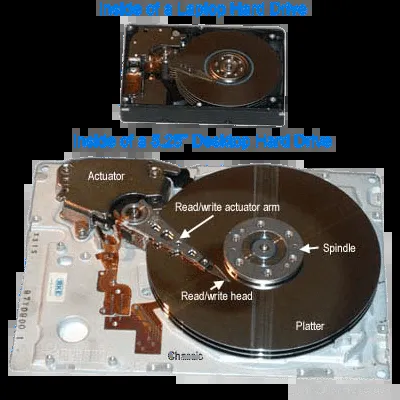 Inside of a Laptop Hard Drive
Inside of a 5.25" Desktop Hard Drive
Actuator
Read/write actuator arm
Spindle
Read/write head
Platter
Chassis